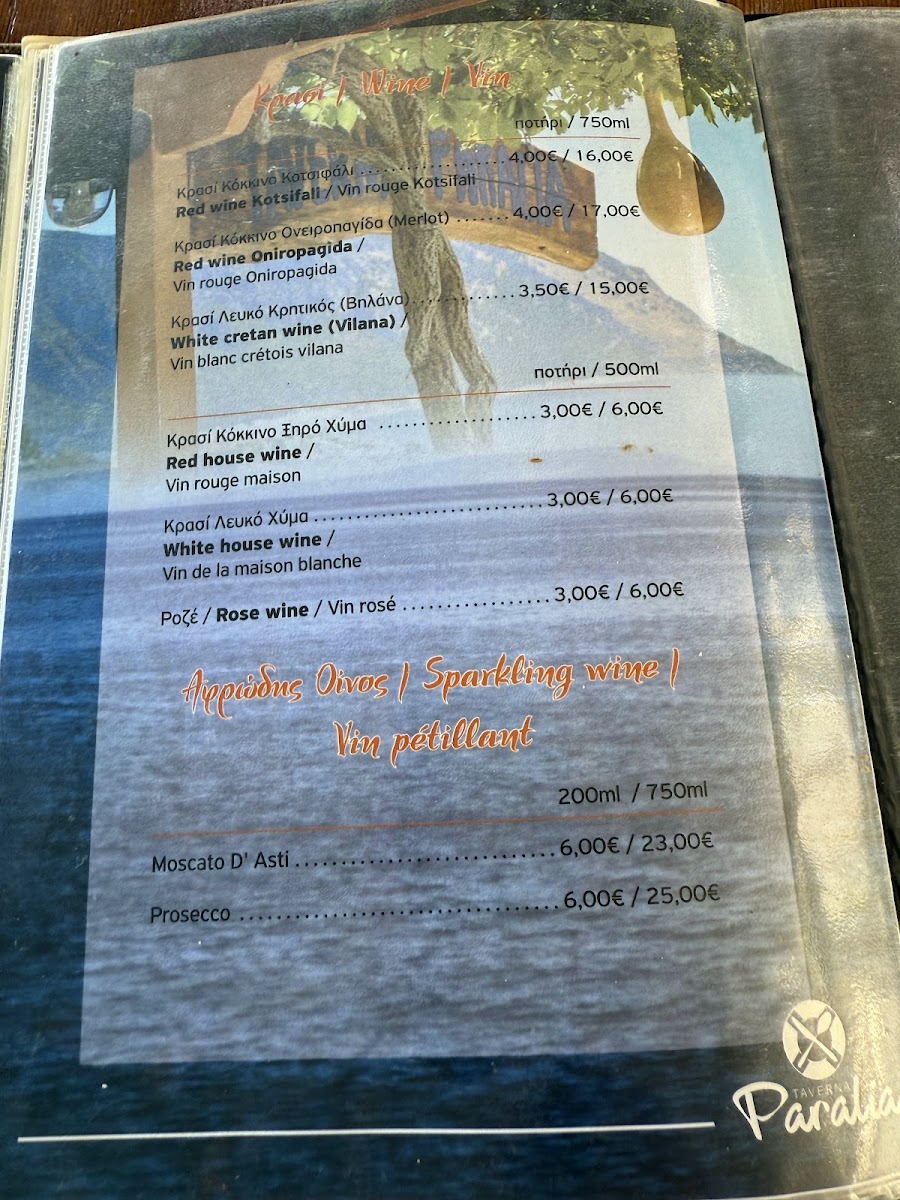 Κρασί | Wine | Vin
ποτήρι / 750ml
Κρασί Κόκκινο Κοτσιφάλι ........................ 4,00€ / 16,00€
Red wine Kotsifali / Vin rouge Kotsifali
Κρασί Κόκκινο Ονειροπαγίδα (Merlot) ....... 4,00€ / 17,00€
Red wine Oniropagida /
Vin rouge Oniropagida
Κρασί Λευκό Κρητικός (Βηλάνα) ............. 3,50€ / 15,00€
White cretan wine (Vilana) /
Vin blanc crétois vilana
ποτήρι / 500ml
Κρασί Κόκκινο Ξηρό Χύμα .................. 3,00€ / 6,00€
Red house wine /
Vin rouge maison
Κρασί Λευκό Χύμα ........................... 3,00€ / 6,00€
White house wine /
Vin de la maison blanche
Ροζέ / Rose wine / Vin rosé ................. 3,00€ / 6,00€
Αφρώδης Οίνος | Sparkling wine |
Vin pétillant
200ml / 750ml
Moscato D' Asti ............................. 6,00€ / 23,00€
Prosecco ................................... 6,00€ / 25,00€
TAVERNA
Paralia